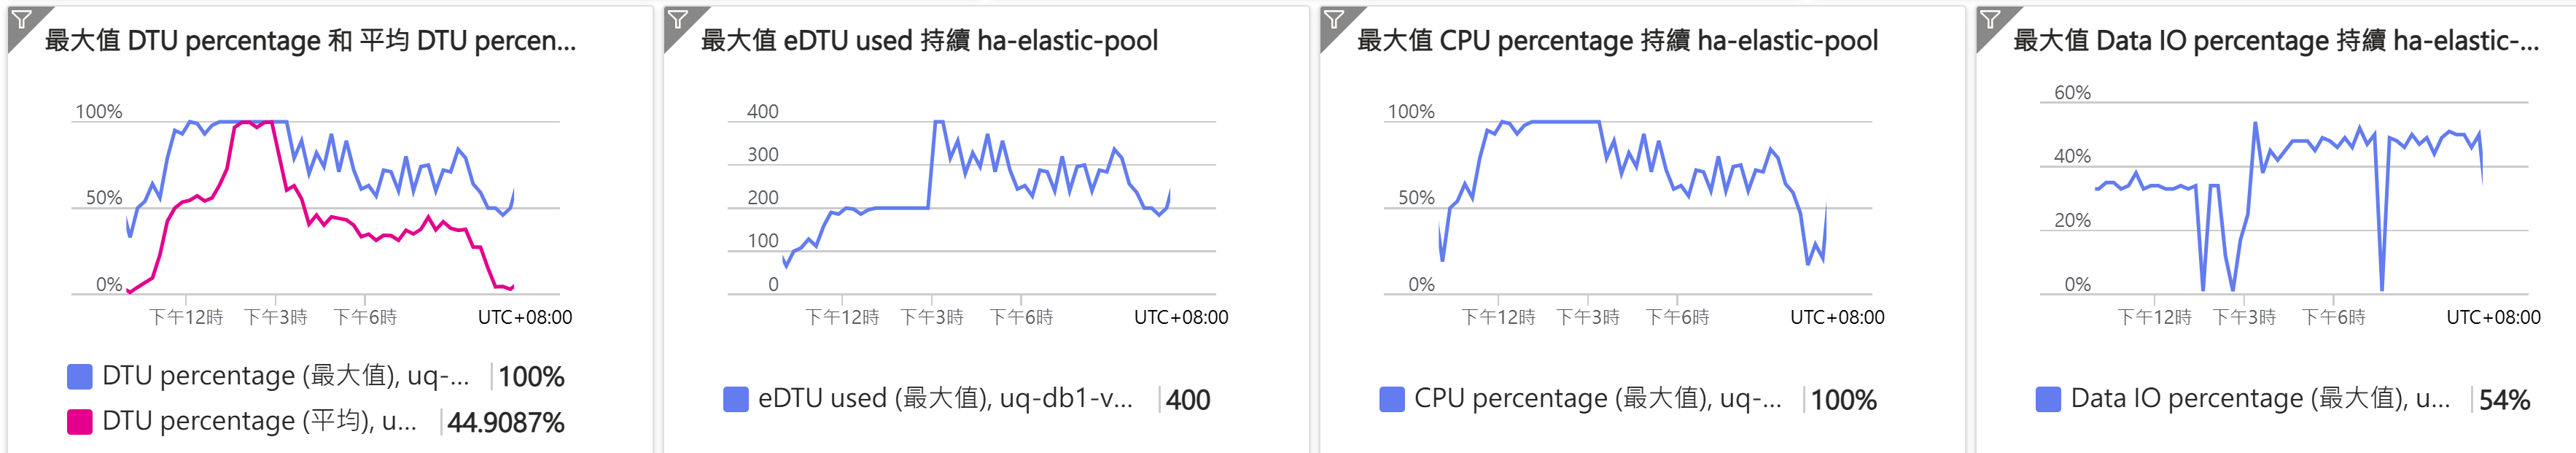 最大值 DTU percentage 和 平均 DTU percen...
100%
50%
0%
下午12時 下午3時 下午6時 UTC+08:00
DTU percentage (最大值), uq-... 100%
DTU percentage (平均), u... 44.9087%
最大值 eDTU used 持續 ha-elastic-pool
400
300
200
100
0
下午12時 下午3時 下午6時 UTC+08:00
eDTU used (最大值), uq-db1-v... 400
最大值 CPU percentage 持續 ha-elastic-pool
100%
50%
0%
下午12時 下午3時 下午6時 UTC+08:00
CPU percentage (最大值), uq-... 100%
最大值 Data IO percentage 持續 ha-elastic-...
60%
40%
20%
0%
下午12時 下午3時 下午6時 UTC+08:00
Data IO percentage (最大值), u... 54%